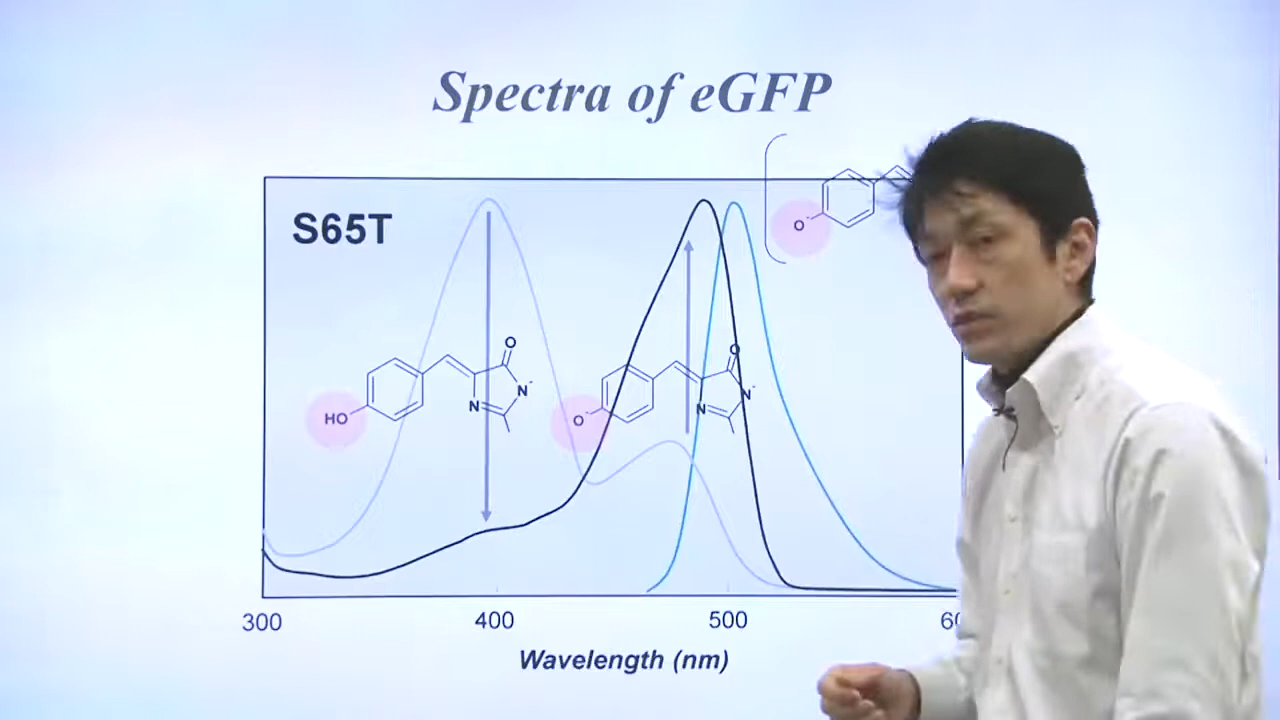 Spectra of eGFP
S65T
O-
O
HO
N
N-
O
O-
N
N-
300
400
500
60
Wavelength (nm)